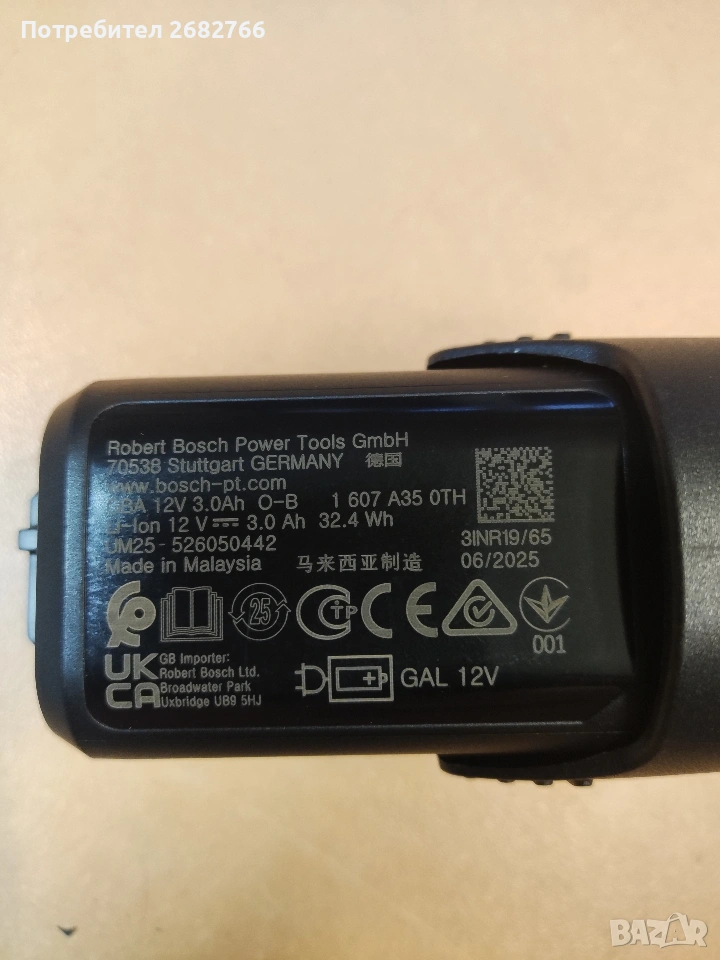 Потребител 2682766
Robert Bosch Power Tools GmbH
70538 Stuttgart GERMANY 德国
www.bosch-pt.com
GBA 12V 3.0Ah O-B 1 607 A35 0TH
Li-Ion 12 V 3.0 Ah 32.4 Wh
UM25 - 526050442
3INR19/65
Made in Malaysia 马来西亚制造 06/2025
25
TP
CE
001
UK
CA
GB Importer:
Robert Bosch Ltd.
Broadwater Park
Uxbridge UB9 5HJ
GAL 12V
BAZAR